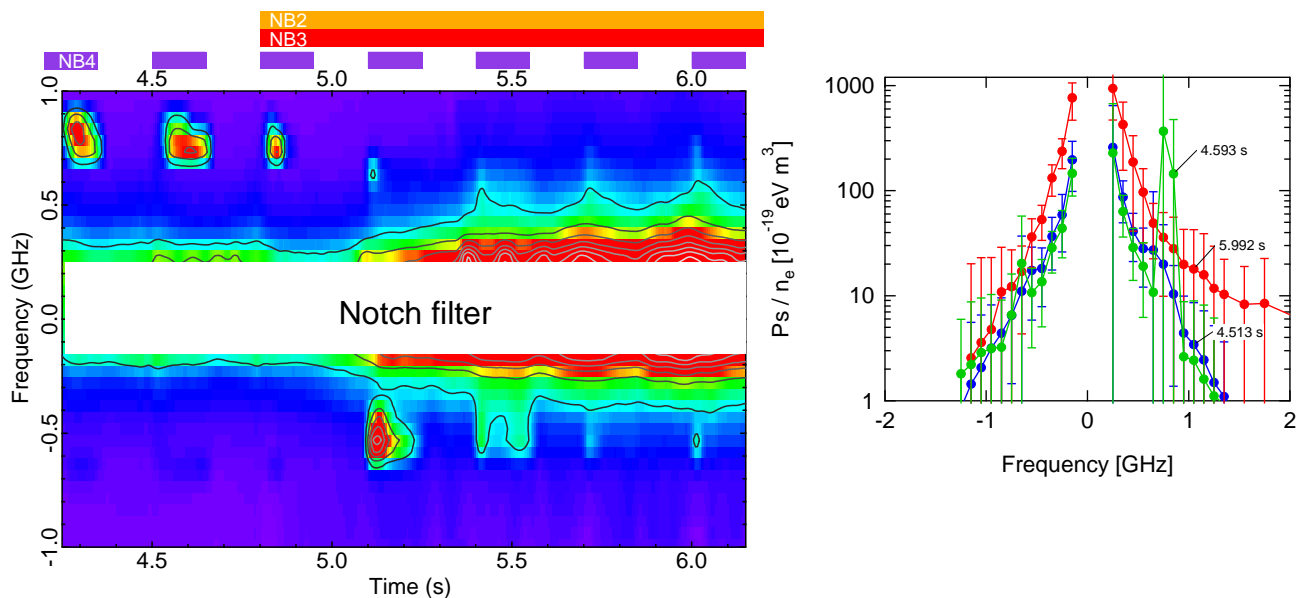 NB2
NB3
NB4
4.5 5.0 5.5 6.0
1.0
0.5
0.0
-0.5
-1.0
Frequency (GHz)
Notch filter
4.5 5.0 5.5 6.0
Time (s)
1000
100
10
1
Ps / n_e [10^-19 eV m^3]
4.593 s
5.992 s
4.513 s
-2 -1 0 1 2
Frequency [GHz]